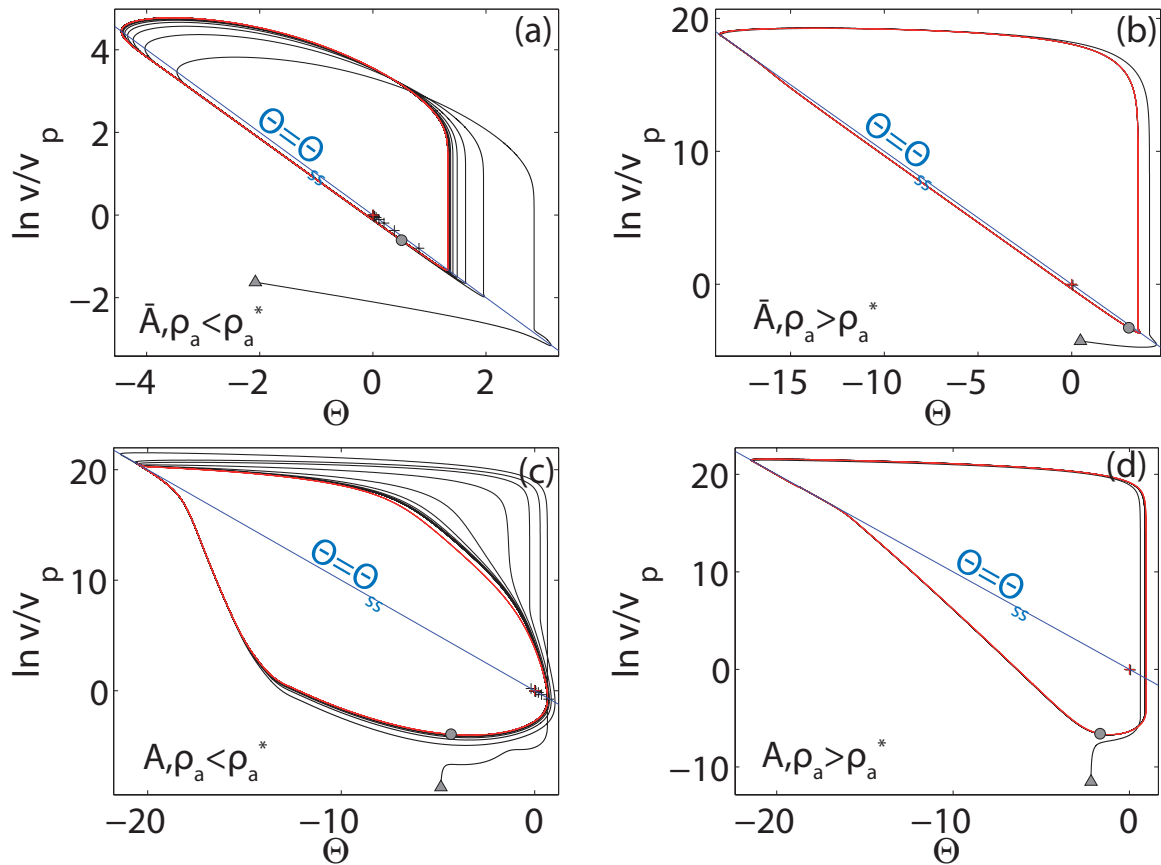 (a)
ln v/v_p
4
2
0
−2
Θ=Θ_ss
Ā,ρ_a<ρ_a^*
−4 −2 0 2
Θ
(b)
ln v/v_p
20
10
0
Θ=Θ_ss
Ā,ρ_a>ρ_a^*
−15 −10 −5 0
Θ
(c)
ln v/v_p
20
10
0
Θ=Θ_ss
A,ρ_a<ρ_a^*
−20 −10 0
Θ
(d)
ln v/v_p
20
10
0
−10
Θ=Θ_ss
A,ρ_a>ρ_a^*
−20 −10 0
Θ